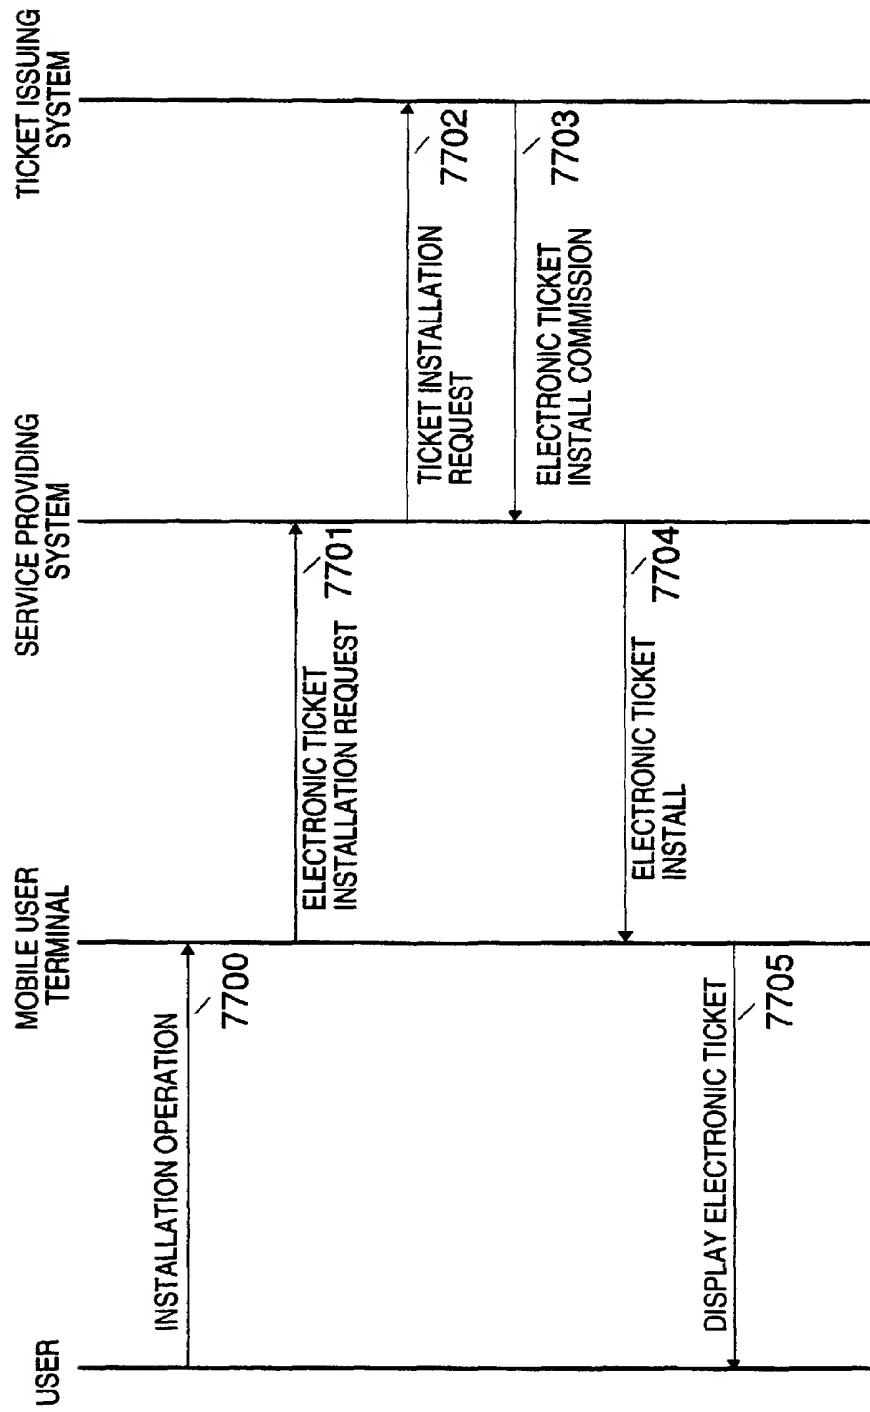 USER
MOBILE USER
TERMINAL
SERVICE PROVIDING
SYSTEM
TICKET ISSUING
SYSTEM
INSTALLATION OPERATION
7700
ELECTRONIC TICKET
INSTALLATION REQUEST
7701
TICKET INSTALLATION
REQUEST
7702
ELECTRONIC TICKET
INSTALL COMMISSION
7703
ELECTRONIC TICKET
INSTALL
7704
DISPLAY ELECTRONIC TICKET
7705